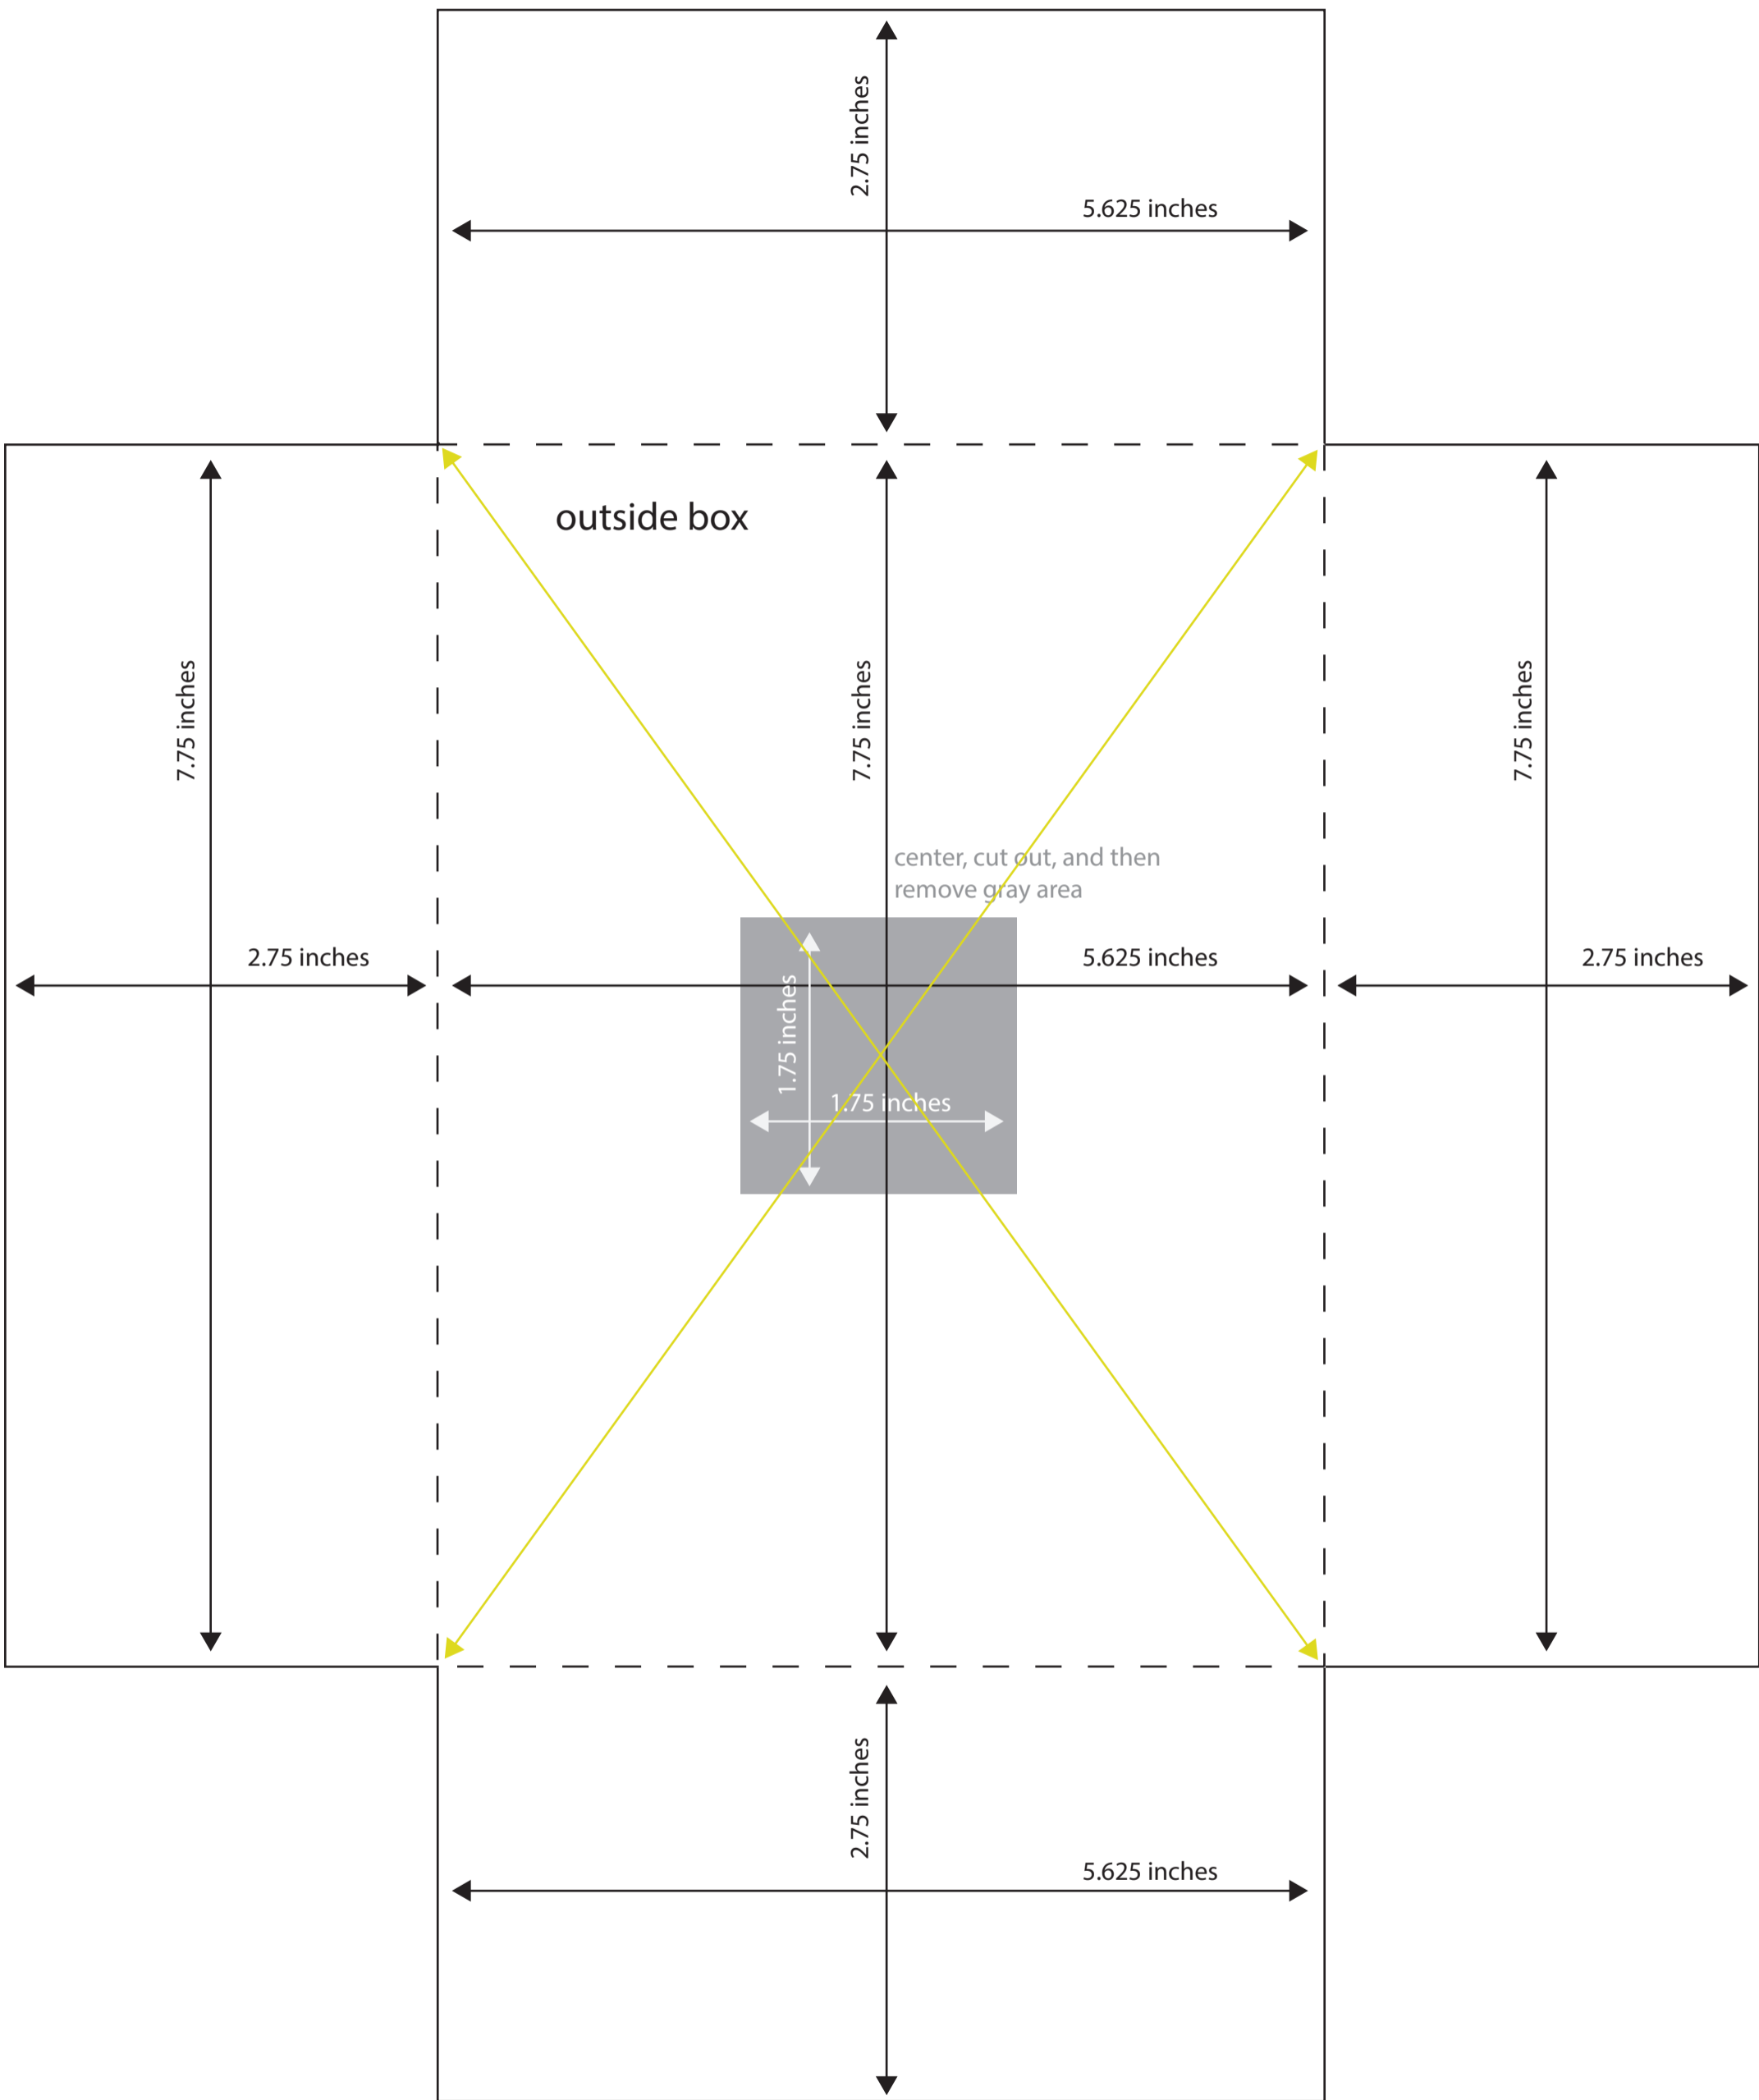 2.75 inches
5.625 inches
outside box
7.75 inches
7.75 inches
7.75 inches
center, cut out, and then
remove gray area
2.75 inches
5.625 inches
2.75 inches
1.75 inches
1.75 inches
2.75 inches
5.625 inches